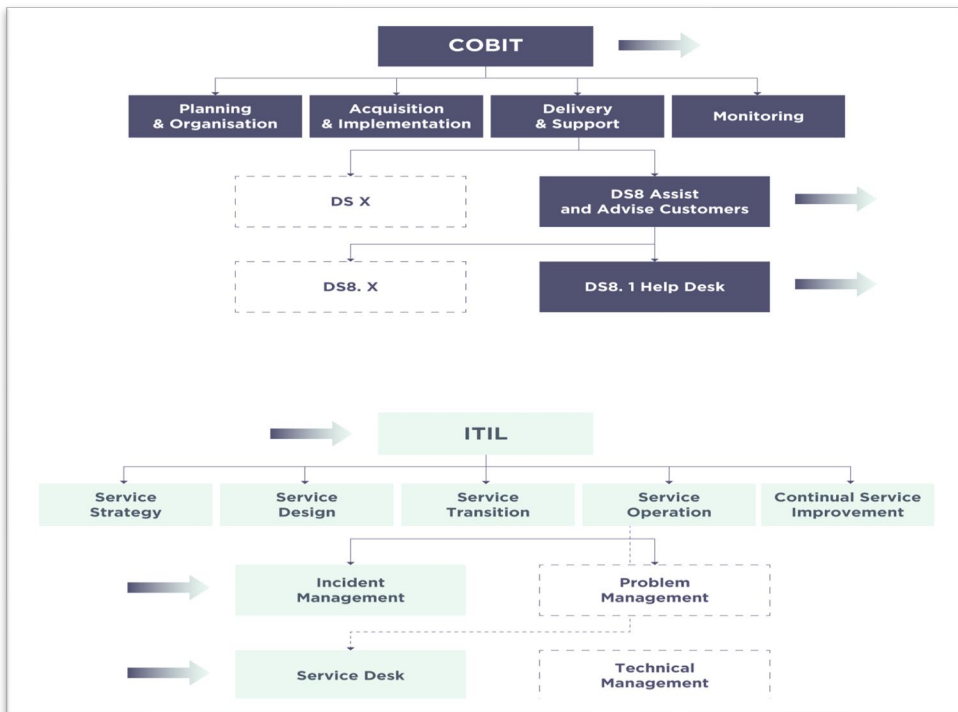 COBIT
Planning
& Organisation
Acquisition
& Implementation
Delivery
& Support
Monitoring
DS X
DS8 Assist
and Advise Customers
DS8. X
DS8. 1 Help Desk
ITIL
Service
Strategy
Service
Design
Service
Transition
Service
Operation
Continual Service
Improvement
Incident
Management
Problem
Management
Service Desk
Technical
Management